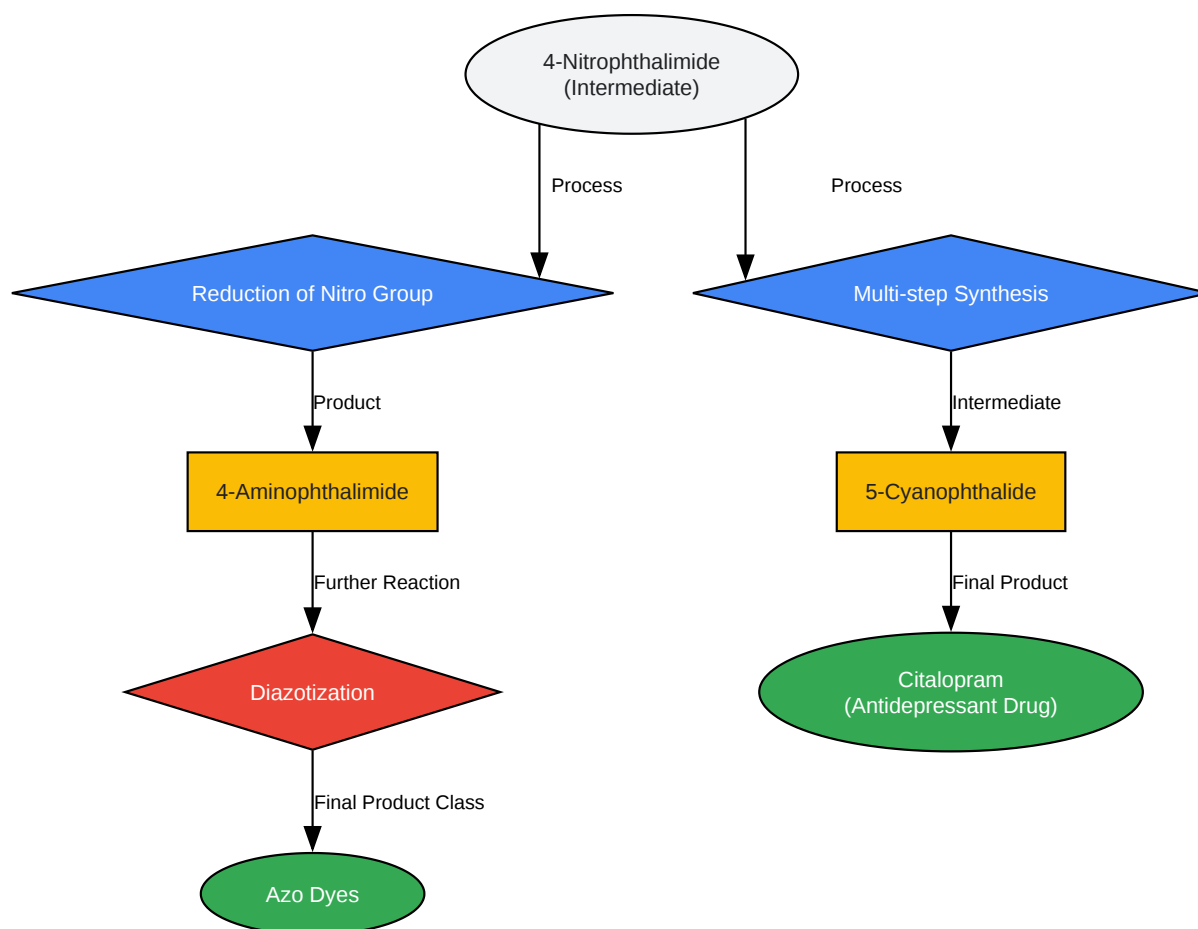 4-Nitrophthalimide
(Intermediate)
Process
Process
Reduction of Nitro Group
Multi-step Synthesis
Product
Intermediate
4-Aminophthalimide
5-Cyanophthalide
Further Reaction
Final Product
Diazotization
Citalopram
(Antidepressant Drug)
Final Product Class
Azo Dyes